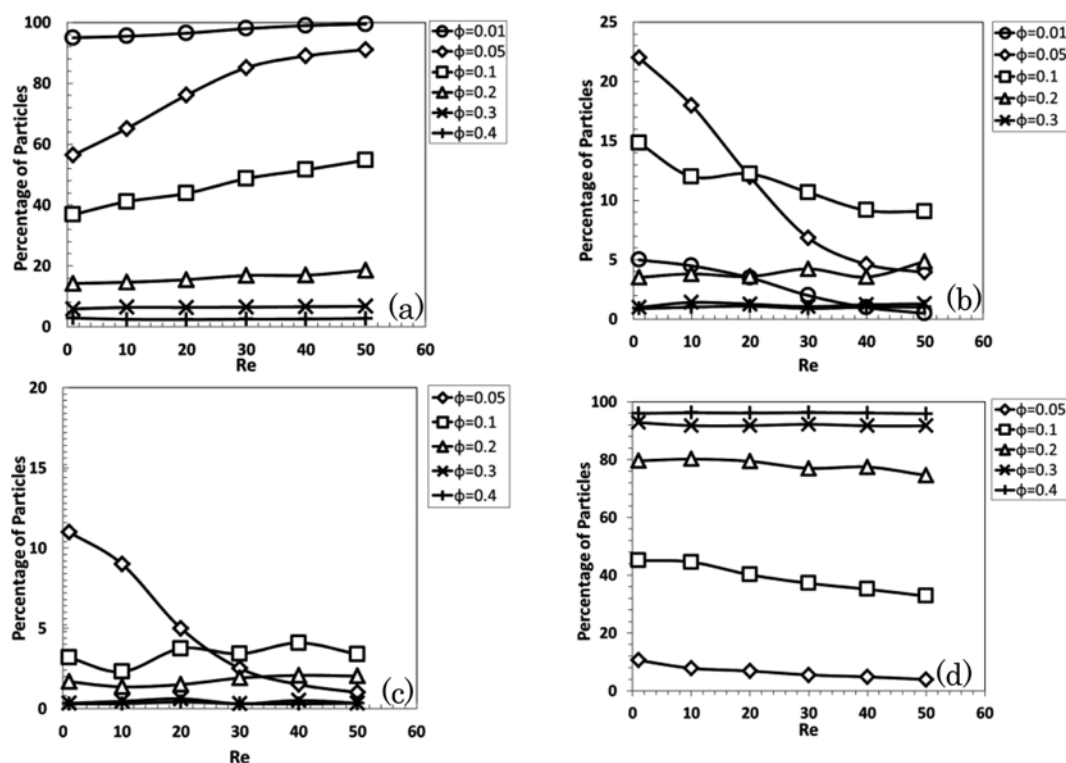 100
80
60
40
20
0
0 10 20 30 40 50 60
Percentage of Particles
Re
ϕ=0.01
ϕ=0.05
ϕ=0.1
ϕ=0.2
ϕ=0.3
ϕ=0.4
(a)
25
20
15
10
5
0
0 10 20 30 40 50 60
Percentage of Particles
Re
ϕ=0.01
ϕ=0.05
ϕ=0.1
ϕ=0.2
ϕ=0.3
(b)
20
15
10
5
0
0 10 20 30 40 50 60
Percentage of Particles
Re
ϕ=0.05
ϕ=0.1
ϕ=0.2
ϕ=0.3
ϕ=0.4
(c)
100
80
60
40
20
0
0 10 20 30 40 50 60
Percentage of Particles
Re
ϕ=0.05
ϕ=0.1
ϕ=0.2
ϕ=0.3
ϕ=0.4
(d)